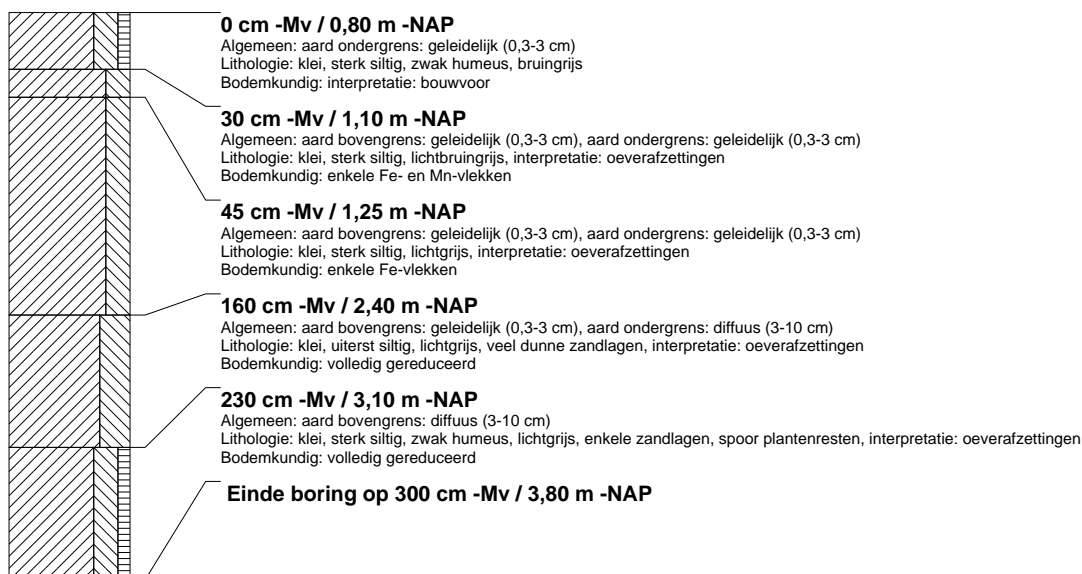 0 cm -Mv / 0,80 m -NAP
Algemeen: aard ondergrens: geleidelijk (0,3-3 cm)
Lithologie: klei, sterk siltig, zwak humeus, bruingrijs
Bodemkundig: interpretatie: bouwvoor
30 cm -Mv / 1,10 m -NAP
Algemeen: aard bovengrens: geleidelijk (0,3-3 cm), aard ondergrens: geleidelijk (0,3-3 cm)
Lithologie: klei, sterk siltig, lichtbruingrijs, interpretatie: oeverafzettingen
Bodemkundig: enkele Fe- en Mn-vlekken
45 cm -Mv / 1,25 m -NAP
Algemeen: aard bovengrens: geleidelijk (0,3-3 cm), aard ondergrens: geleidelijk (0,3-3 cm)
Lithologie: klei, sterk siltig, lichtgrijs, interpretatie: oeverafzettingen
Bodemkundig: enkele Fe-vlekken
160 cm -Mv / 2,40 m -NAP
Algemeen: aard bovengrens: geleidelijk (0,3-3 cm), aard ondergrens: diffuus (3-10 cm)
Lithologie: klei, uiterst siltig, lichtgrijs, veel dunne zandlagen, interpretatie: oeverafzettingen
Bodemkundig: volledig gereduceerd
230 cm -Mv / 3,10 m -NAP
Algemeen: aard bovengrens: diffuus (3-10 cm)
Lithologie: klei, sterk siltig, zwak humeus, lichtgrijs, enkele zandlagen, spoor plantenresten, interpretatie: oeverafzettingen
Bodemkundig: volledig gereduceerd
Einde boring op 300 cm -Mv / 3,80 m -NAP